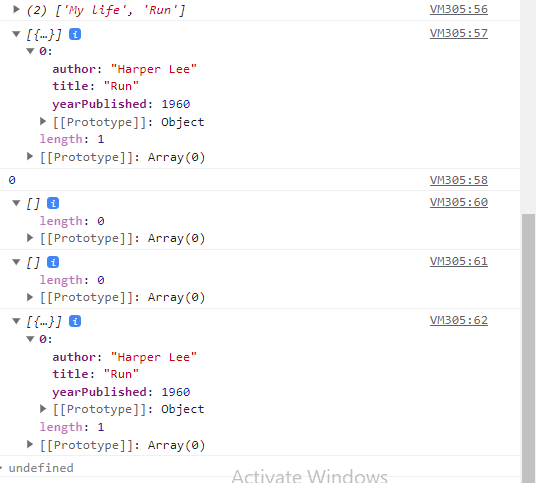 (2) ['My life', 'Run'] VM305:56
[{…}] i VM305:57
0:
author: "Harper Lee"
title: "Run"
yearPublished: 1960
[[Prototype]]: Object
length: 1
[[Prototype]]: Array(0)
0 VM305:58
[] i VM305:60
length: 0
[[Prototype]]: Array(0)
[] i VM305:61
length: 0
[[Prototype]]: Array(0)
[{…}] i VM305:62
0:
author: "Harper Lee"
title: "Run"
yearPublished: 1960
[[Prototype]]: Object
length: 1
[[Prototype]]: Array(0)
undefined
Activate Windows